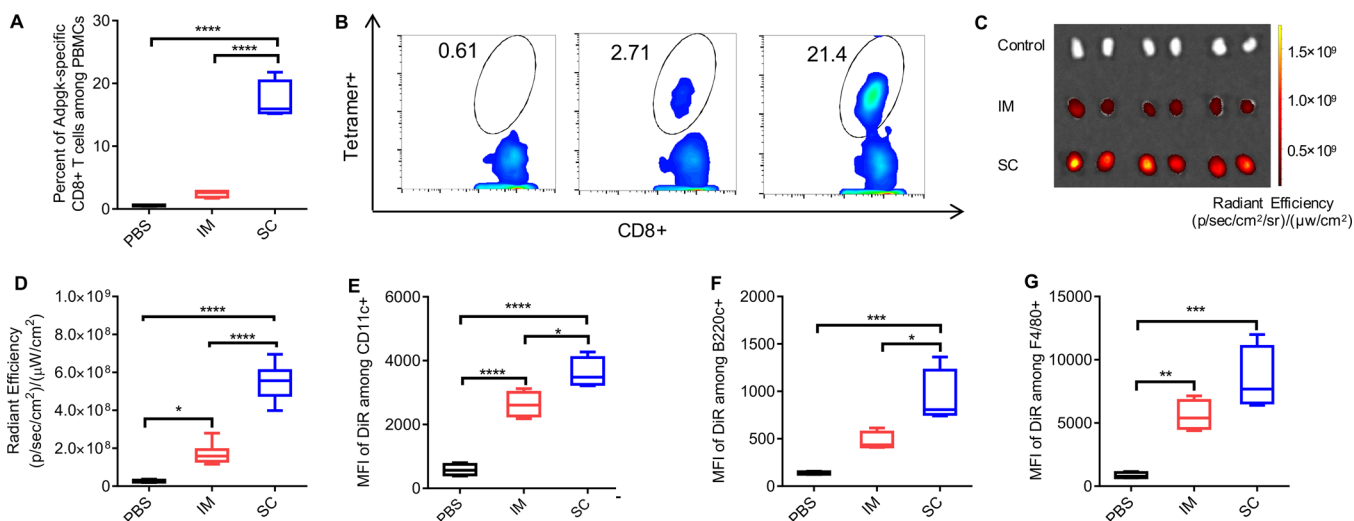 A
Percent of Adpgk-specific
CD8+ T cells among PBMCs
30
20
10
0
****
****
PBS
IM
SC
B
Tetramer+
0.61
2.71
21.4
CD8+
C
Control
IM
SC
1.5×10⁹
1.0×10⁹
0.5×10⁹
Radiant Efficiency
(p/sec/cm²/sr)/(μw/cm²)
D
Radiant Efficiency
(p/sec/cm²)/(μW/cm²)
1.0×10⁹
8.0×10⁸
6.0×10⁸
4.0×10⁸
2.0×10⁸
0
****
****
*
PBS
IM
SC
E
MFI of DiR among CD11c+
6000
4000
2000
0
****
*
****
PBS
IM
SC
F
MFI of DiR among B220c+
2000
1500
1000
500
0
***
*
PBS
IM
SC
G
MFI of DiR among F4/80+
15000
10000
5000
0
***
**
PBS
IM
SC